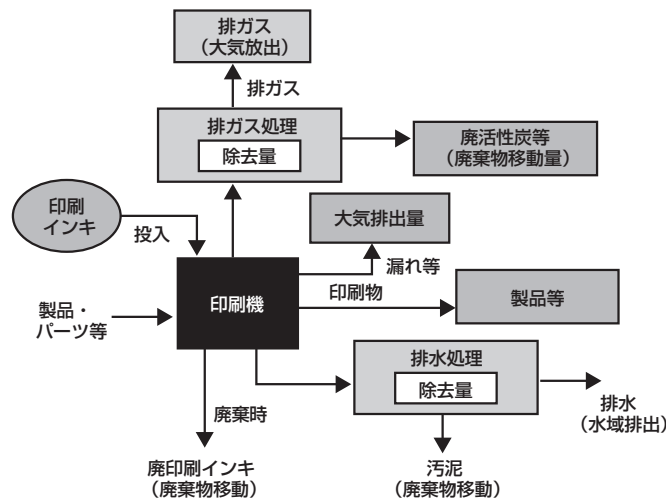 排ガス
（大気放出）
排ガス
排ガス処理
除去量
廃活性炭等
（廃棄物移動量）
印刷
インキ
投入
大気排出量
漏れ等
印刷機
印刷物
製品等
製品・
パーツ等
排水処理
除去量
廃棄時
排水
（水域排出）
廃印刷インキ
（廃棄物移動）
汚泥
（廃棄物移動）